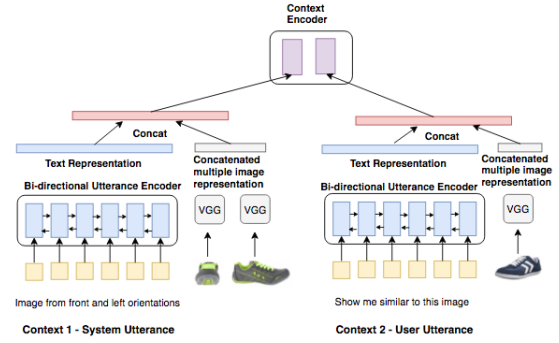 Context
Encoder
Concat
Text Representation
Concatenated
multiple image
representation
Bi-directional Utterance Encoder
VGG
VGG
Image from front and left orientations
Context 1 - System Utterance
Concat
Text Representation
Concatenated
multiple image
representation
Bi-directional Utterance Encoder
VGG
Show me similar to this image
Context 2 - User Utterance